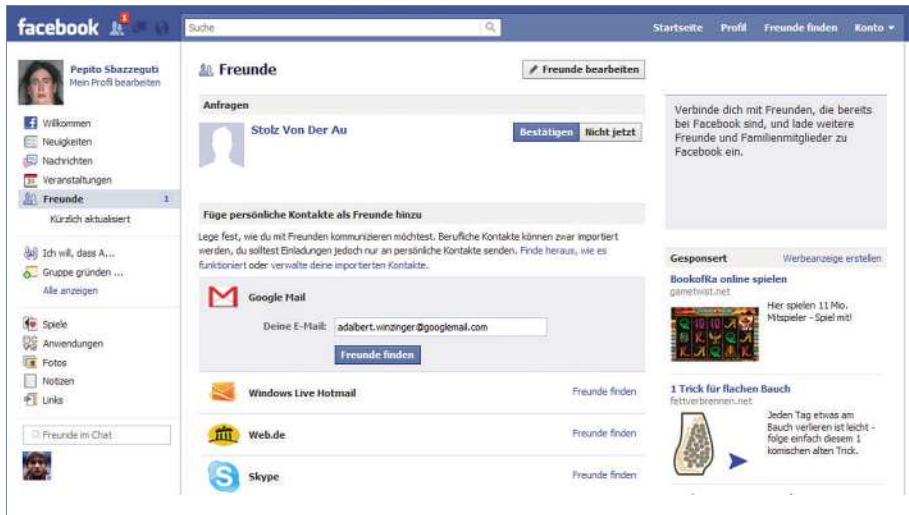 facebook
1
Suche
Startseite Profil Freunde finden Konto
Pepito Sbazzeguti
Mein Profil bearbeiten
Willkommen
Neuigkeiten
Nachrichten
31 Veranstaltungen
Freunde 1
Kürzlich aktualisiert
Ich will, dass A...
Gruppe gründen ...
Alle anzeigen
Spiele
Anwendungen
Fotos
Notizen
Links
Freunde im Chat
Freunde
Freunde bearbeiten
Anfragen
Stolz Von Der Au
Bestätigen Nicht jetzt
Füge persönliche Kontakte als Freunde hinzu
Lege fest, wie du mit Freunden kommunizieren möchtest. Berufliche Kontakte können zwar importiert
werden, du solltest Einladungen jedoch nur an persönliche Kontakte senden. Finde heraus, wie es
funktioniert oder verwalte deine importierten Kontakte.
Google Mail
Deine E-Mail: adalbert.winzinger@googlemail.com
Freunde finden
Windows Live Hotmail Freunde finden
Web.de Freunde finden
Skype Freunde finden
Verbinde dich mit Freunden, die bereits
bei Facebook sind, und lade weitere
Freunde und Familienmitglieder zu
Facebook ein.
Gesponsert Werbeanzeige erstellen
BookofRa online spielen
gametwist.net
Hier spielen 11 Mio.
Mitspieler - Spiel mit!
1 Trick für flachen Bauch
fettverbrennen.net
Jeden Tag etwas am
Bauch verlieren ist leicht -
folge einfach diesem 1
komischen alten Trick.